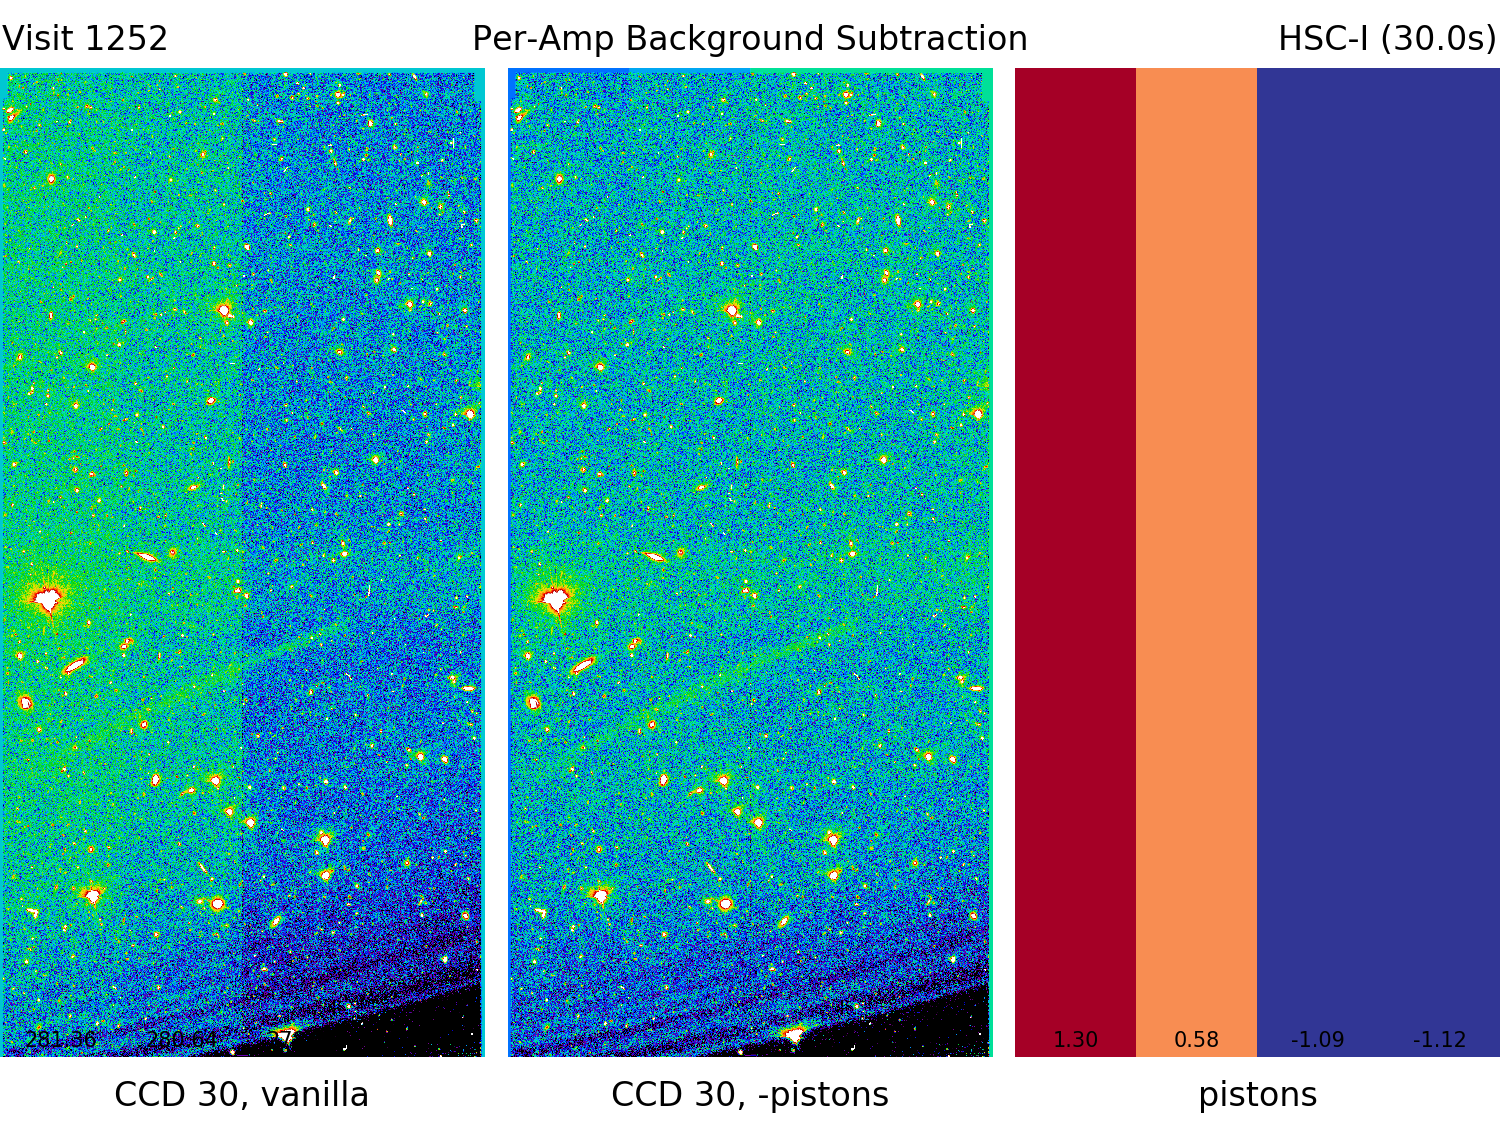 Visit 1252 Per-Amp Background Subtraction HSC-I (30.0s)
281.36 280.64 1.30 0.58 -1.09 -1.12
CCD 30, vanilla CCD 30, -pistons pistons